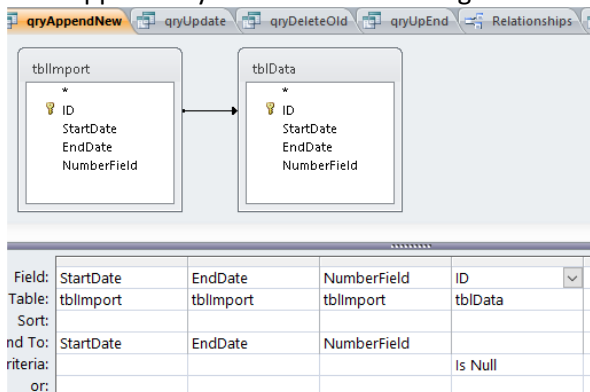 qryAppendNew qryUpdate qryDeleteOld qryUpEnd Relationships
tblImport tblData
* *
ID ID
StartDate StartDate
EndDate EndDate
NumberField NumberField
Field: StartDate EndDate NumberField ID
Table: tblImport tblImport tblImport tblData
Sort:
nd To: StartDate EndDate NumberField
riteria: Is Null
or: